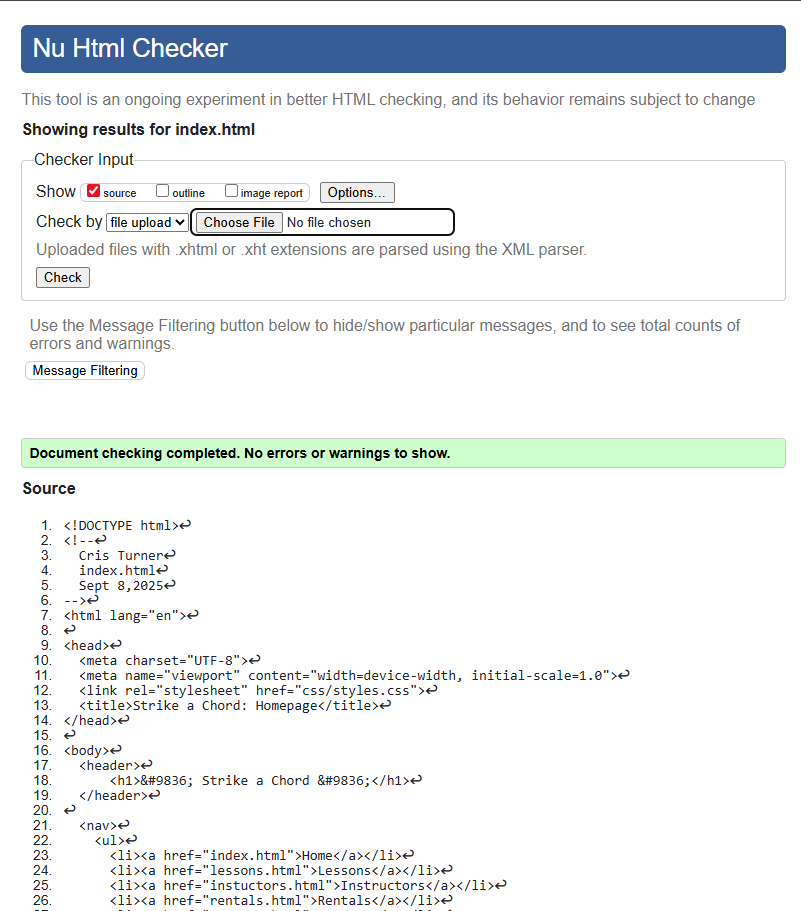 Nu Html Checker
This tool is an ongoing experiment in better HTML checking, and its behavior remains subject to change
Showing results for index.html
Checker Input
Show source outline image report Options...
Check by file upload Choose File No file chosen
Uploaded files with .xhtml or .xht extensions are parsed using the XML parser.
Check
Use the Message Filtering button below to hide/show particular messages, and to see total counts of
errors and warnings.
Message Filtering
Document checking completed. No errors or warnings to show.
Source
1. <!DOCTYPE html>↩
2. <!--↩
3. Cris Turner↩
4. index.html↩
5. Sept 8,2025↩
6. -->↩
7. <html lang="en">↩
8. ↩
9. <head>↩
10. <meta charset="UTF-8">↩
11. <meta name="viewport" content="width=device-width, initial-scale=1.0">↩
12. <link rel="stylesheet" href="css/styles.css">↩
13. <title>Strike a Chord: Homepage</title>↩
14. </head>↩
15. ↩
16. <body>↩
17. <header>↩
18. <h1>&#9836; Strike a Chord &#9836;</h1>↩
19. </header>↩
20. ↩
21. <nav>↩
22. <ul>↩
23. <li><a href="index.html">Home</a></li>↩
24. <li><a href="lessons.html">Lessons</a></li>↩
25. <li><a href="instuctors.html">Instructors</a></li>↩
26. <li><a href="rentals.html">Rentals</a></li>↩